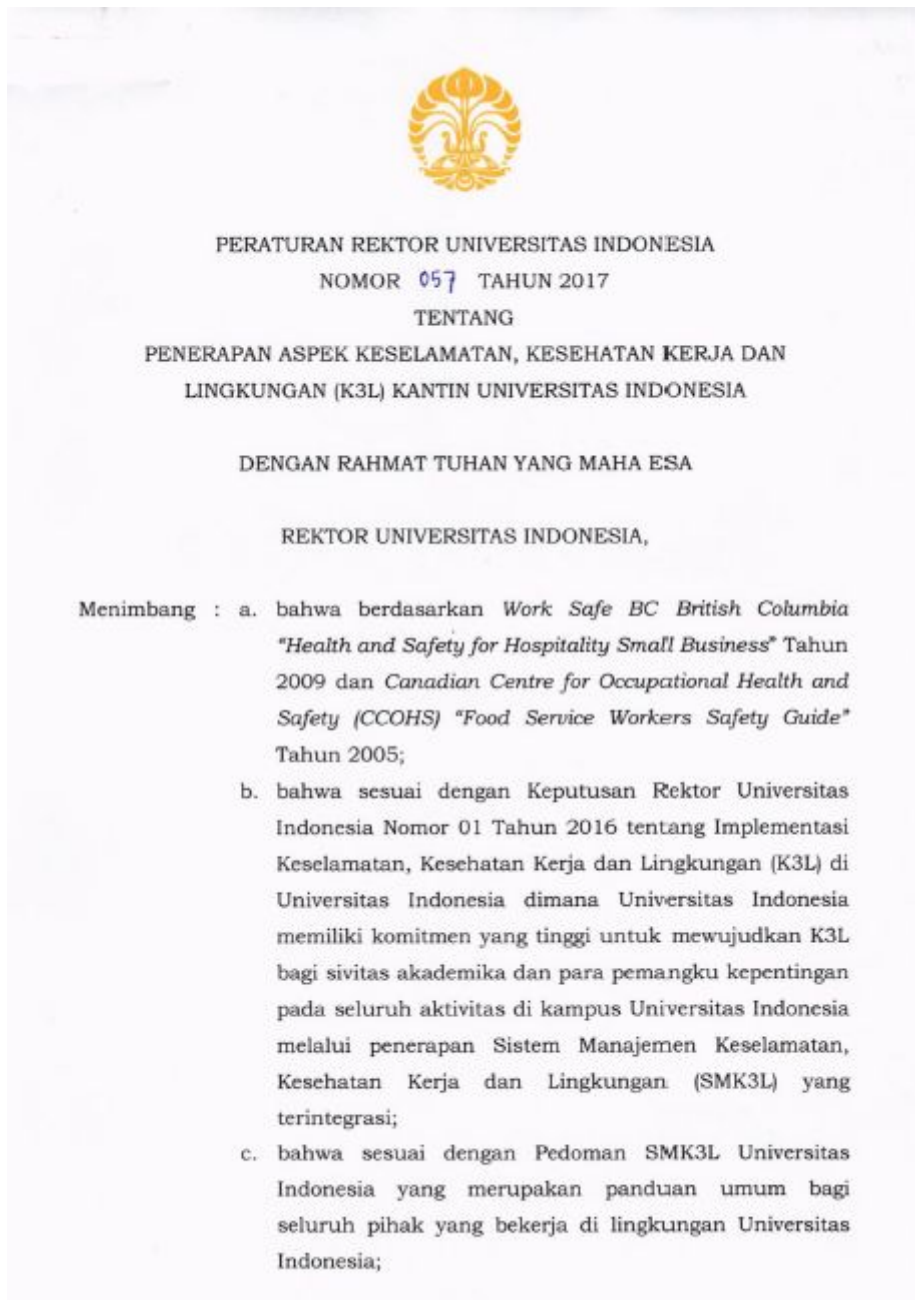 PERATURAN REKTOR UNIVERSITAS INDONESIA
NOMOR 057 TAHUN 2017
TENTANG
PENERAPAN ASPEK KESELAMATAN, KESEHATAN KERJA DAN
LINGKUNGAN (K3L) KANTIN UNIVERSITAS INDONESIA
DENGAN RAHMAT TUHAN YANG MAHA ESA
REKTOR UNIVERSITAS INDONESIA,
Menimbang : a. bahwa berdasarkan Work Safe BC British Columbia
"Health and Safety for Hospitality Small Business" Tahun
2009 dan Canadian Centre for Occupational Health and
Safety (CCOHS) "Food Service Workers Safety Guide"
Tahun 2005;
b. bahwa sesuai dengan Keputusan Rektor Universitas
Indonesia Nomor 01 Tahun 2016 tentang Implementasi
Keselamatan, Kesehatan Kerja dan Lingkungan (K3L) di
Universitas Indonesia dimana Universitas Indonesia
memiliki komitmen yang tinggi untuk mewujudkan K3L
bagi sivitas akademika dan para pemangku kepentingan
pada seluruh aktivitas di kampus Universitas Indonesia
melalui penerapan Sistem Manajemen Keselamatan,
Kesehatan Kerja dan Lingkungan (SMK3L) yang
terintegrasi;
c. bahwa sesuai dengan Pedoman SMK3L Universitas
Indonesia yang merupakan panduan umum bagi
seluruh pihak yang bekerja di lingkungan Universitas
Indonesia;